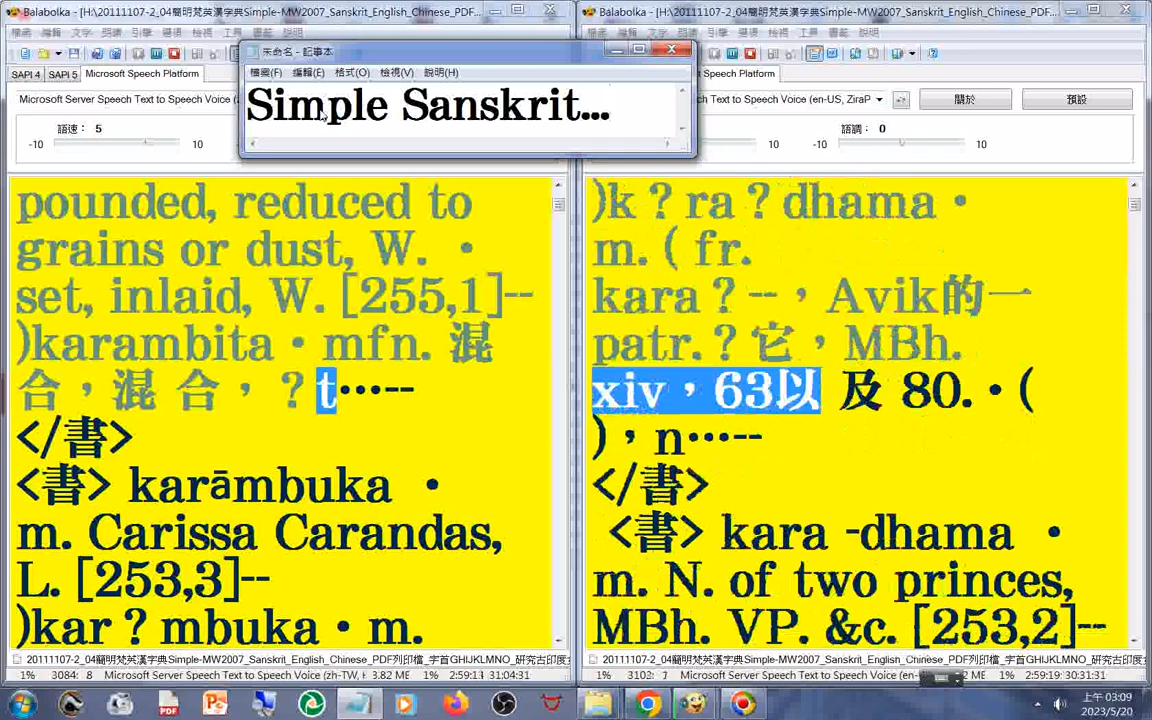 Balabolka - [H:\20111107-2_04簡明梵英漢字典Simple-MW2007_Sanskrit_English_Chinese_PDF...
Balabolka - [H:\20111107-2_04簡明梵英漢字典Simple-MW2007_Sanskrit_English_Chinese_PDF...
未命名 - 記事本
檔案(F) 編輯(E) 格式(O) 檢視(V) 說明(H)
Simple Sanskrit...
SAPI 4 SAPI 5 Microsoft Speech Platform
Speech Platform
Microsoft Server Speech Text to Speech Voice
Microsoft Server Speech Text to Speech Voice (en-US, ZiraP
關於
預設
語速: 5
-10 10
10
語調: 0
-10 10
pounded, reduced to
grains or dust, W. •
set, inlaid, W. [255,1]--
)karambita • mfn. 混
合，混 合，？t…--
</書>
<書> karāmbuka •
m. Carissa Carandas,
L. [253,3]--
)kar？mbuka • m.
)k？ra？dhama •
m. ( fr.
kara？--，Avik的一
patr.？它，MBh.
xiv，63以 及 80. • (
)，n…--
</書>
<書> kara -dhama •
m. N. of two princes,
MBh. VP. &c. [253,2]--
20111107-2_04簡明梵英漢字典Simple-MW2007_Sanskrit_English_Chinese_PDF列印檔_字首GHIJKLMNO_研究古印度
20111107-2_04簡明梵英漢字典Simple-MW2007_Sanskrit_English_Chinese_PDF列印檔_字首GHIJKLMNO_研究古印度
1% 3084: 8 Microsoft Server Speech Text to Speech Voice (zh-TW, 3.82 MB 2:59:13 31:04:31
1% 3102: Microsoft Server Speech Text to Speech Voice 2:59:19 30:31:31
上午 03:09
2023/5/20